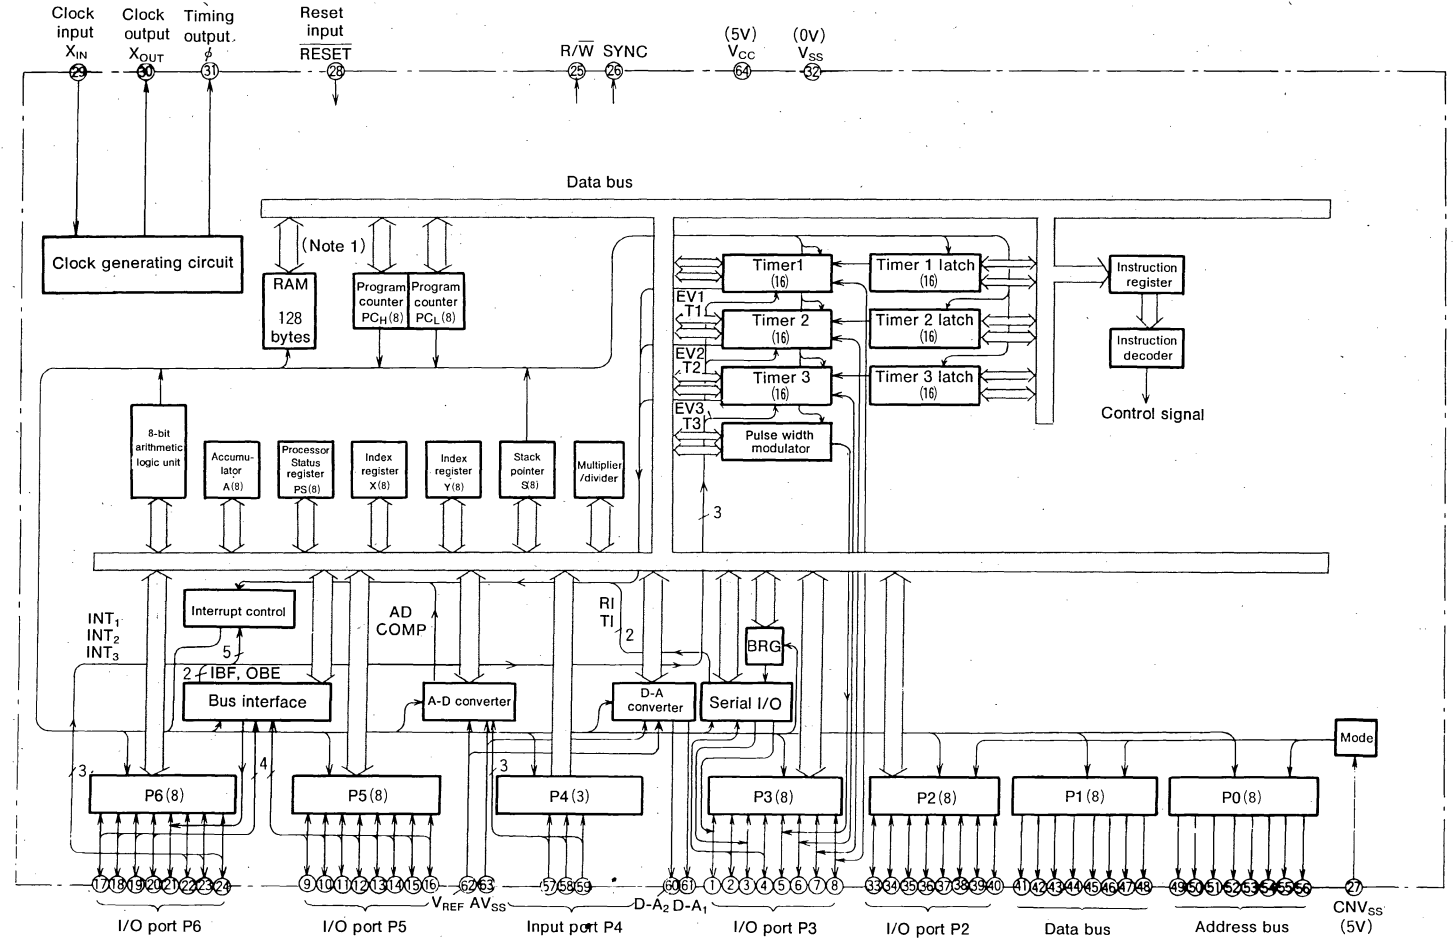 Clock input XIN
Clock output XOUT
Timing output φ
Reset input RESET
R/W
SYNC
(5V) VCC
(0V) VSS
29
30
31
28
25
26
64
32
Data bus
Clock generating circuit
(Note 1)
RAM 128 bytes
Program counter PCH(8)
Program counter PCL(8)
Timer1 (16)
Timer 1 latch (16)
EV1
T1
Timer 2 (16)
Timer 2 latch (16)
EV2
T2
Timer 3 (16)
Timer 3 latch (16)
EV3
T3
Pulse width modulator
Instruction register
Instruction decoder
Control signal
8-bit arithmetic logic unit
Accumu-lator A(8)
Processor Status register PS(8)
Index register X(8)
Index register Y(8)
Stack pointer S(8)
Multiplier /divider
3
Interrupt control
INT1
INT2
INT3
5
2
IBF, OBE
AD COMP
RI
TI
2
BRG
Bus interface
A-D converter
D-A converter
Serial I/O
Mode
3
4
3
P6(8)
P5(8)
P4(3)
P3(8)
P2(8)
P1(8)
P0(8)
17 18 19 20 21 22 23 24
9 10 11 12 13 14 15 16
62 63
57 58 59
60 61
1 2 3 4 5 6 7 8
33 34 35 36 37 38 39 40
41 42 43 44 45 46 47 48
49 50 51 52 53 54 55 56
27
VREF AVSS
D-A2 D-A1
CNVSS (5V)
I/O port P6
I/O port P5
Input port P4
I/O port P3
I/O port P2
Data bus
Address bus